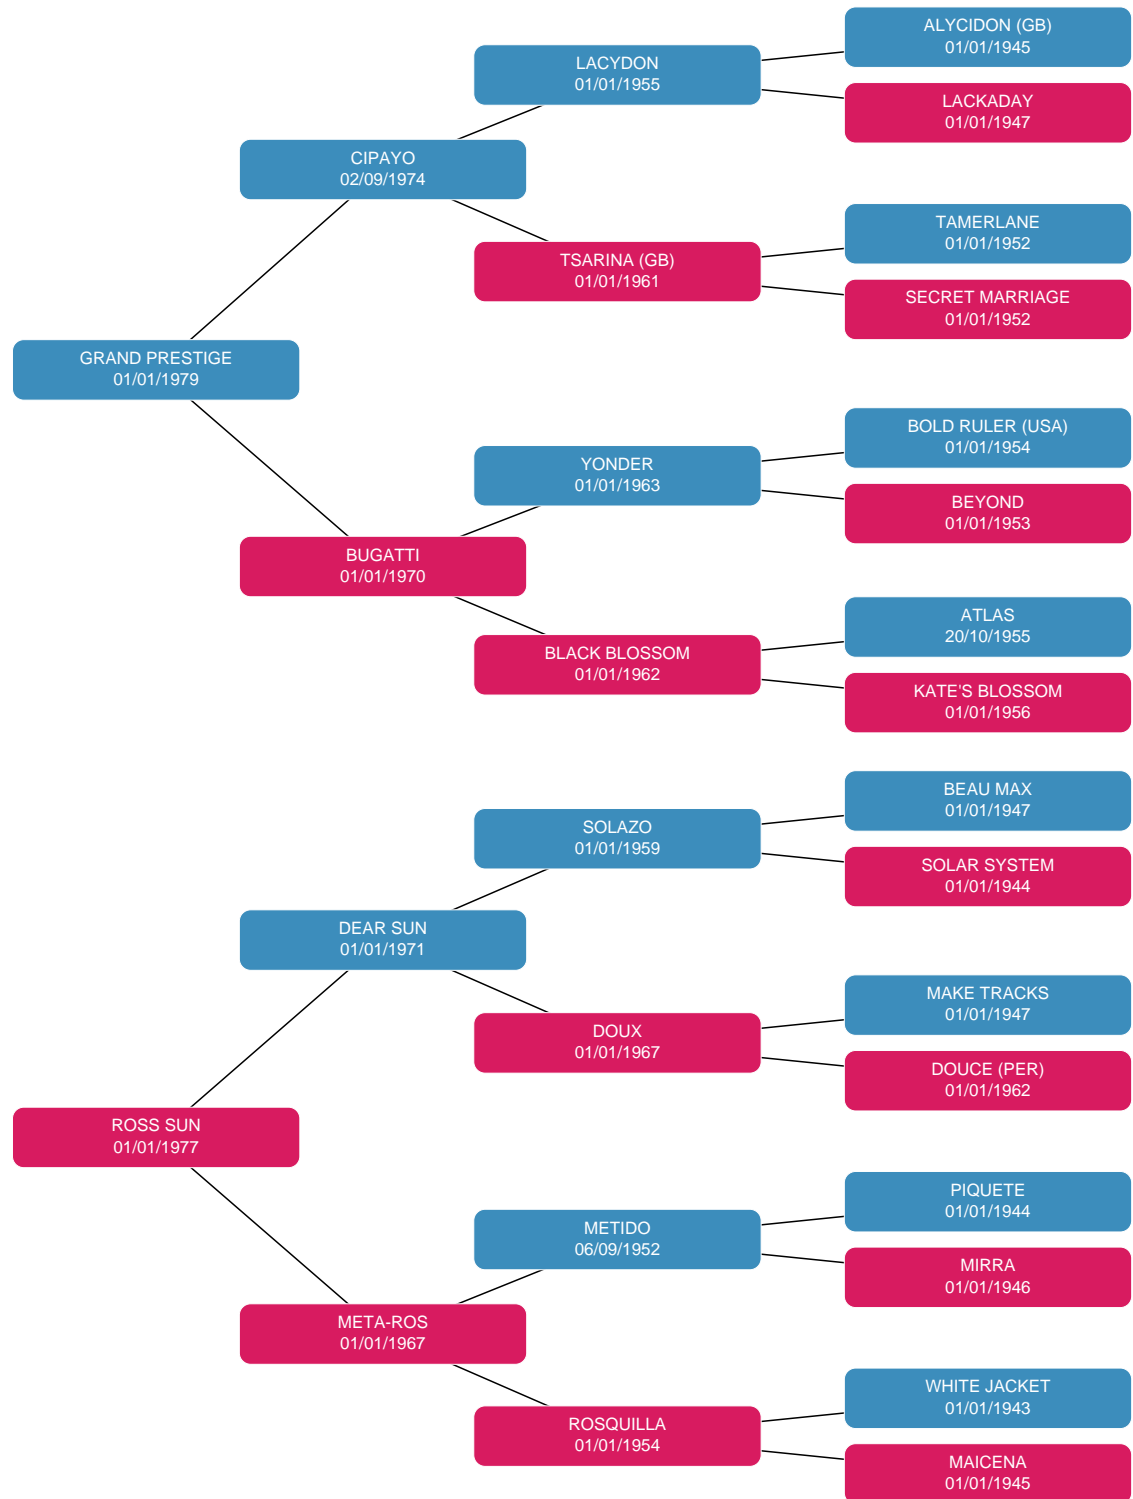 ALYCIDON (GB)
01/01/1945
LACYDON
01/01/1955
LACKADAY
01/01/1947
CIPAYO
02/09/1974
TAMERLANE
01/01/1952
TSARINA (GB)
01/01/1961
SECRET MARRIAGE
01/01/1952
GRAND PRESTIGE
01/01/1979
BOLD RULER (USA)
01/01/1954
YONDER
01/01/1963
BEYOND
01/01/1953
BUGATTI
01/01/1970
ATLAS
20/10/1955
BLACK BLOSSOM
01/01/1962
KATE'S BLOSSOM
01/01/1956
BEAU MAX
01/01/1947
SOLAZO
01/01/1959
SOLAR SYSTEM
01/01/1944
DEAR SUN
01/01/1971
MAKE TRACKS
01/01/1947
DOUX
01/01/1967
DOUCE (PER)
01/01/1962
ROSS SUN
01/01/1977
PIQUETE
01/01/1944
METIDO
06/09/1952
MIRRA
01/01/1946
META-ROS
01/01/1967
WHITE JACKET
01/01/1943
ROSQUILLA
01/01/1954
MAICENA
01/01/1945